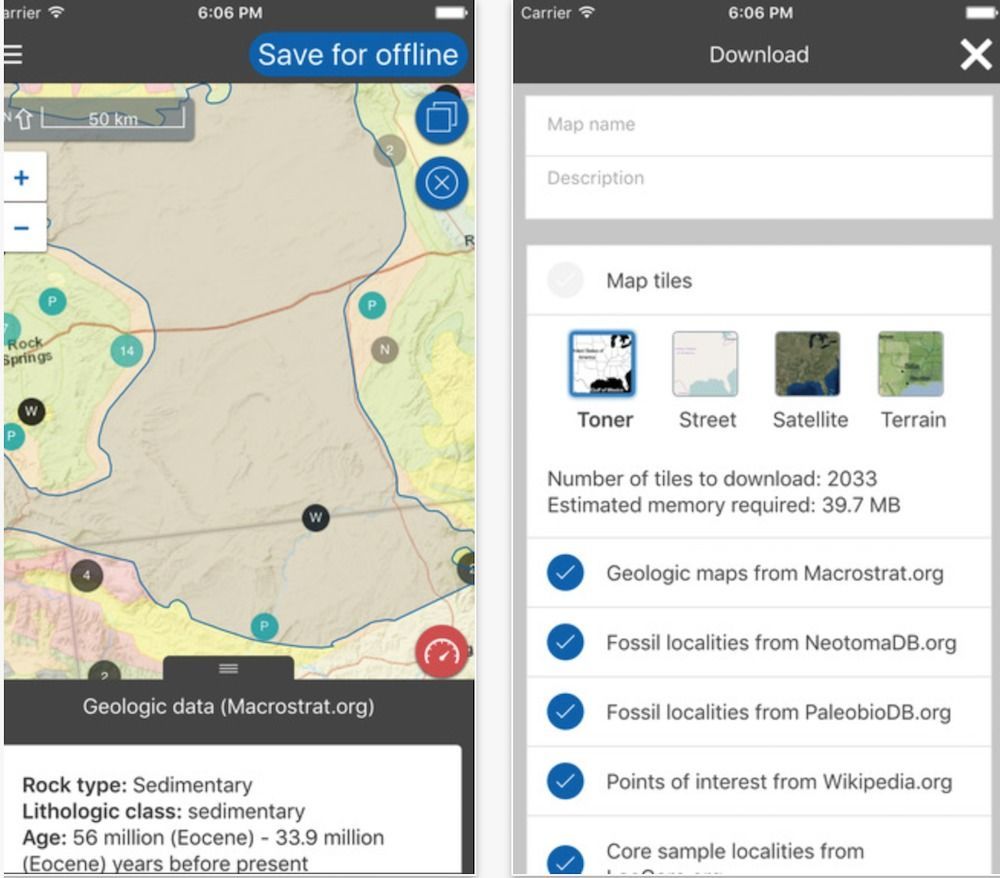 arrier 6:06 PM
Save for offline
N 50 km
2
+
−
R
P
P
7
14
N
Rock
Springs
W
P
W
4
2
P
2
Geologic data (Macrostrat.org)
Rock type: Sedimentary
Lithologic class: sedimentary
Age: 56 million (Eocene) - 33.9 million
(Eocene) years before present
Carrier 6:06 PM
Download
Map name
Description
Map tiles
Toner Street Satellite Terrain
Number of tiles to download: 2033
Estimated memory required: 39.7 MB
Geologic maps from Macrostrat.org
Fossil localities from NeotomaDB.org
Fossil localities from PaleobioDB.org
Points of interest from Wikipedia.org
Core sample localities from